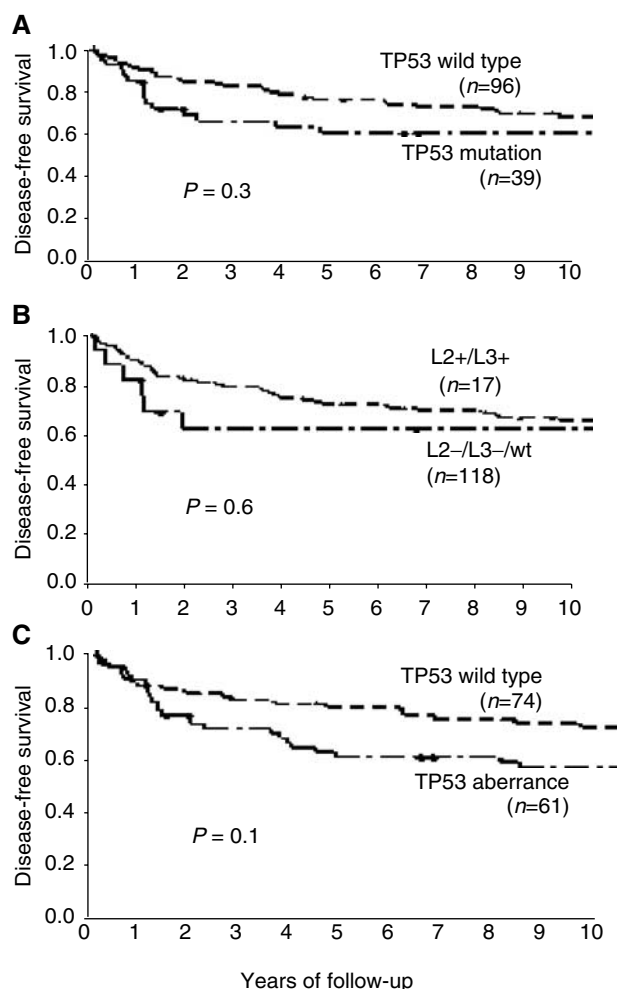 A
Disease-free survival
1.0
0.8
0.6
0.4
0.2
0.0
TP53 wild type
(n=96)
TP53 mutation
(n=39)
P = 0.3
0 1 2 3 4 5 6 7 8 9 10
B
Disease-free survival
1.0
0.8
0.6
0.4
0.2
0.0
L2+/L3+
(n=17)
L2–/L3–/wt
(n=118)
P = 0.6
0 1 2 3 4 5 6 7 8 9 10
C
Disease-free survival
1.0
0.8
0.6
0.4
0.2
0.0
TP53 wild type
(n=74)
TP53 aberrance
(n=61)
P = 0.1
0 1 2 3 4 5 6 7 8 9 10
Years of follow-up